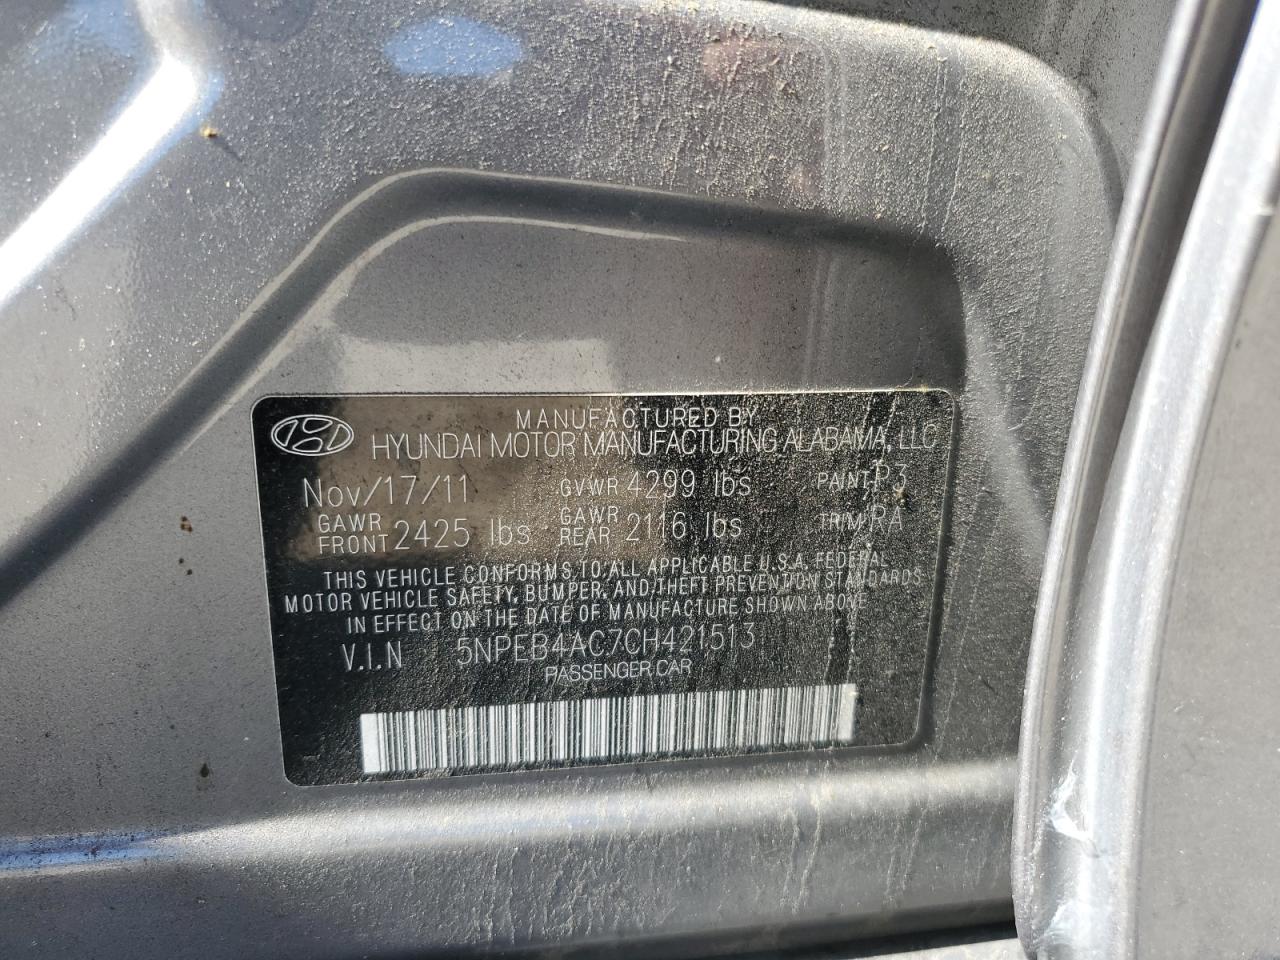 MANUFACTURED BY
HYUNDAI MOTOR MANUFACTURING ALABAMA, LLC
Nov/17/11 GVWR 4299 lbs PAINT:P3
GAWR FRONT 2425 lbs GAWR REAR 2116 lbs TRIM:RA
THIS VEHICLE CONFORMS TO ALL APPLICABLE U.S.A. FEDERAL
MOTOR VEHICLE SAFETY, BUMPER, AND THEFT PREVENTION STANDARDS
IN EFFECT ON THE DATE OF MANUFACTURE SHOWN ABOVE
V.I.N 5NPEB4AC7CH421513
PASSENGER CAR